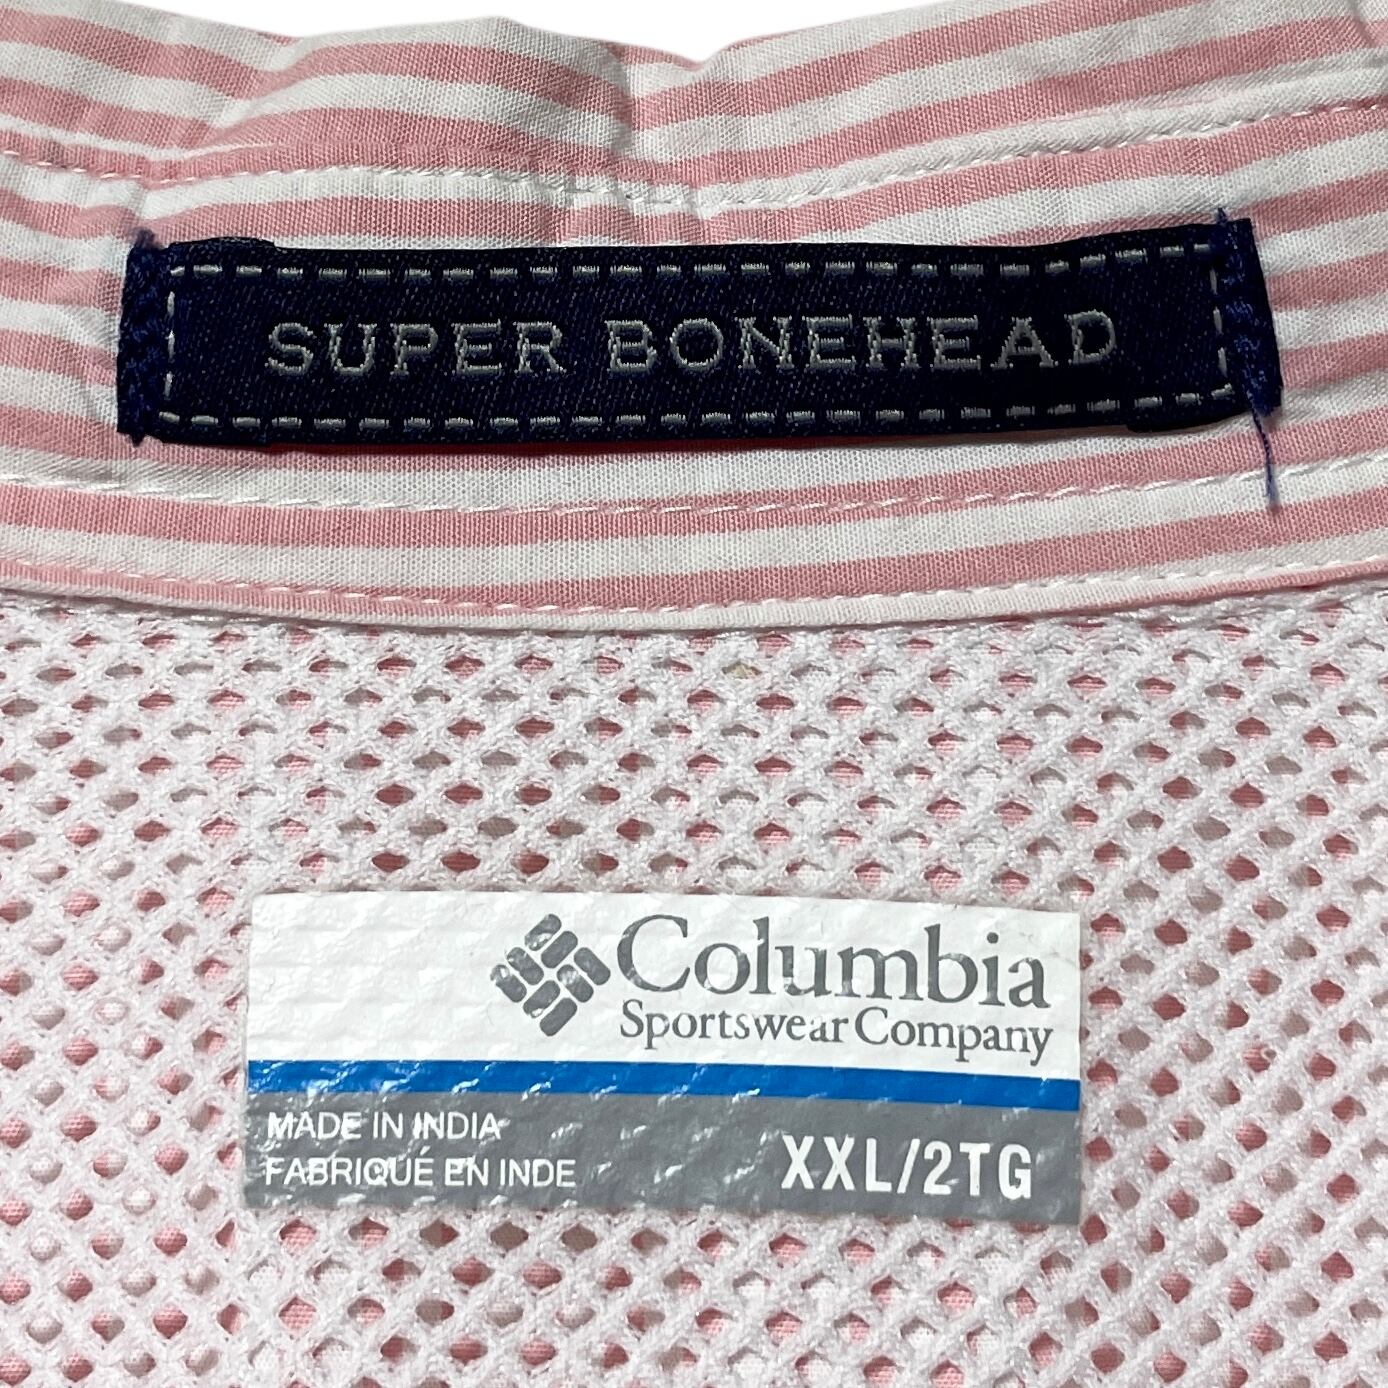 SUPER BONEHEAD
Columbia
Sportswear Company
MADE IN INDIA
FABRIQUÉ EN INDE
XXL/2TG